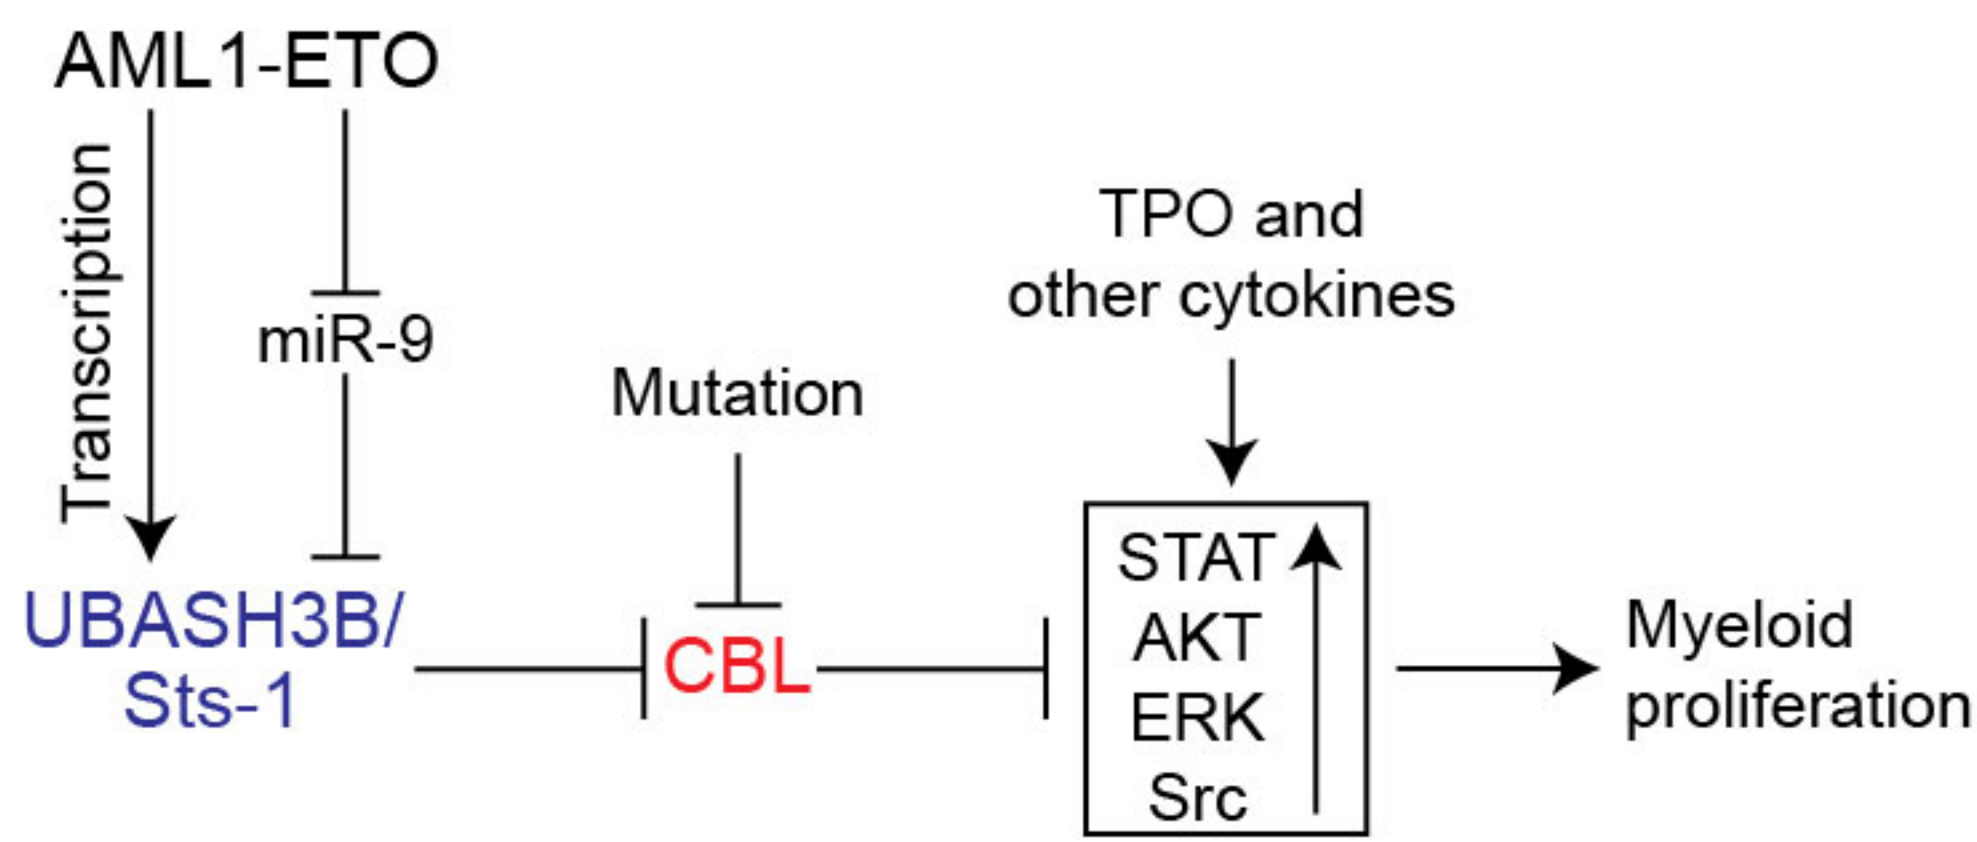 AML1-ETO
Transcription
miR-9
UBASH3B/
Sts-1
Mutation
CBL
TPO and
other cytokines
STAT
AKT
ERK
Src
Myeloid
proliferation